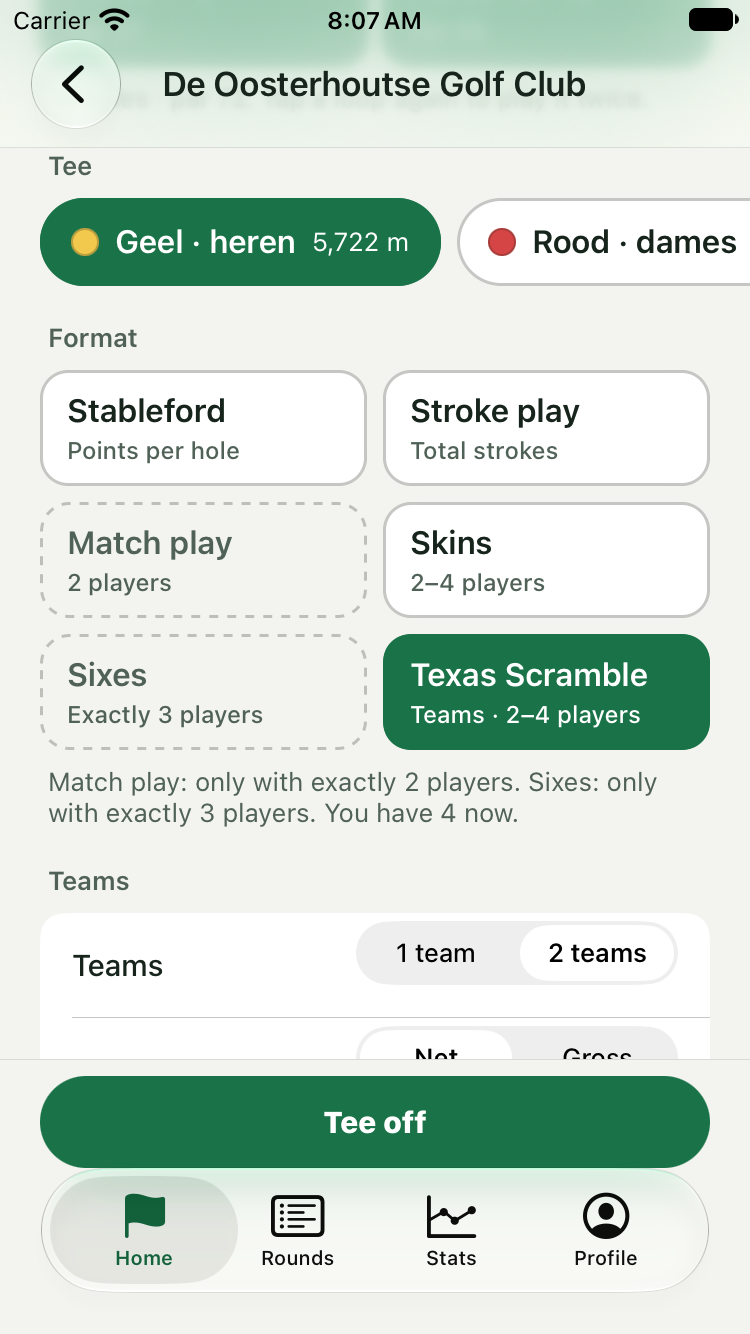 Carrier 8:07 AM
De Oosterhoutse Golf Club
Tee
Geel · heren 5,722 m
Rood · dames
Format
Stableford
Points per hole
Stroke play
Total strokes
Match play
2 players
Skins
2–4 players
Sixes
Exactly 3 players
Texas Scramble
Teams · 2–4 players
Match play: only with exactly 2 players. Sixes: only
with exactly 3 players. You have 4 now.
Teams
Teams
1 team
2 teams
Net
Gross
Tee off
Home
Rounds
Stats
Profile